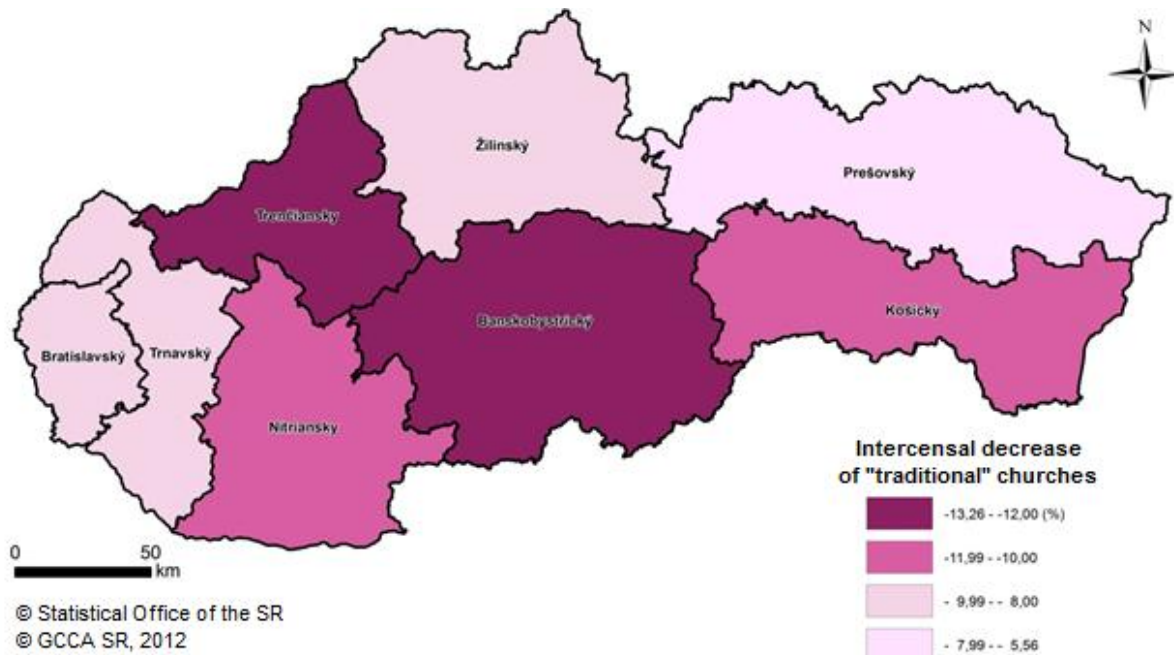 N
Žilinský
Prešovský
Trenčiansky
Košický
Banskobystrický
Bratislavský
Trnavský
Nitriansky
Intercensal decrease
of "traditional" churches
-13,26 - -12,00 (%)
-11,99 - -10,00
- 9,99 - - 8,00
- 7,99 - - 5,56
0 50
km
© Statistical Office of the SR
© GCCA SR, 2012